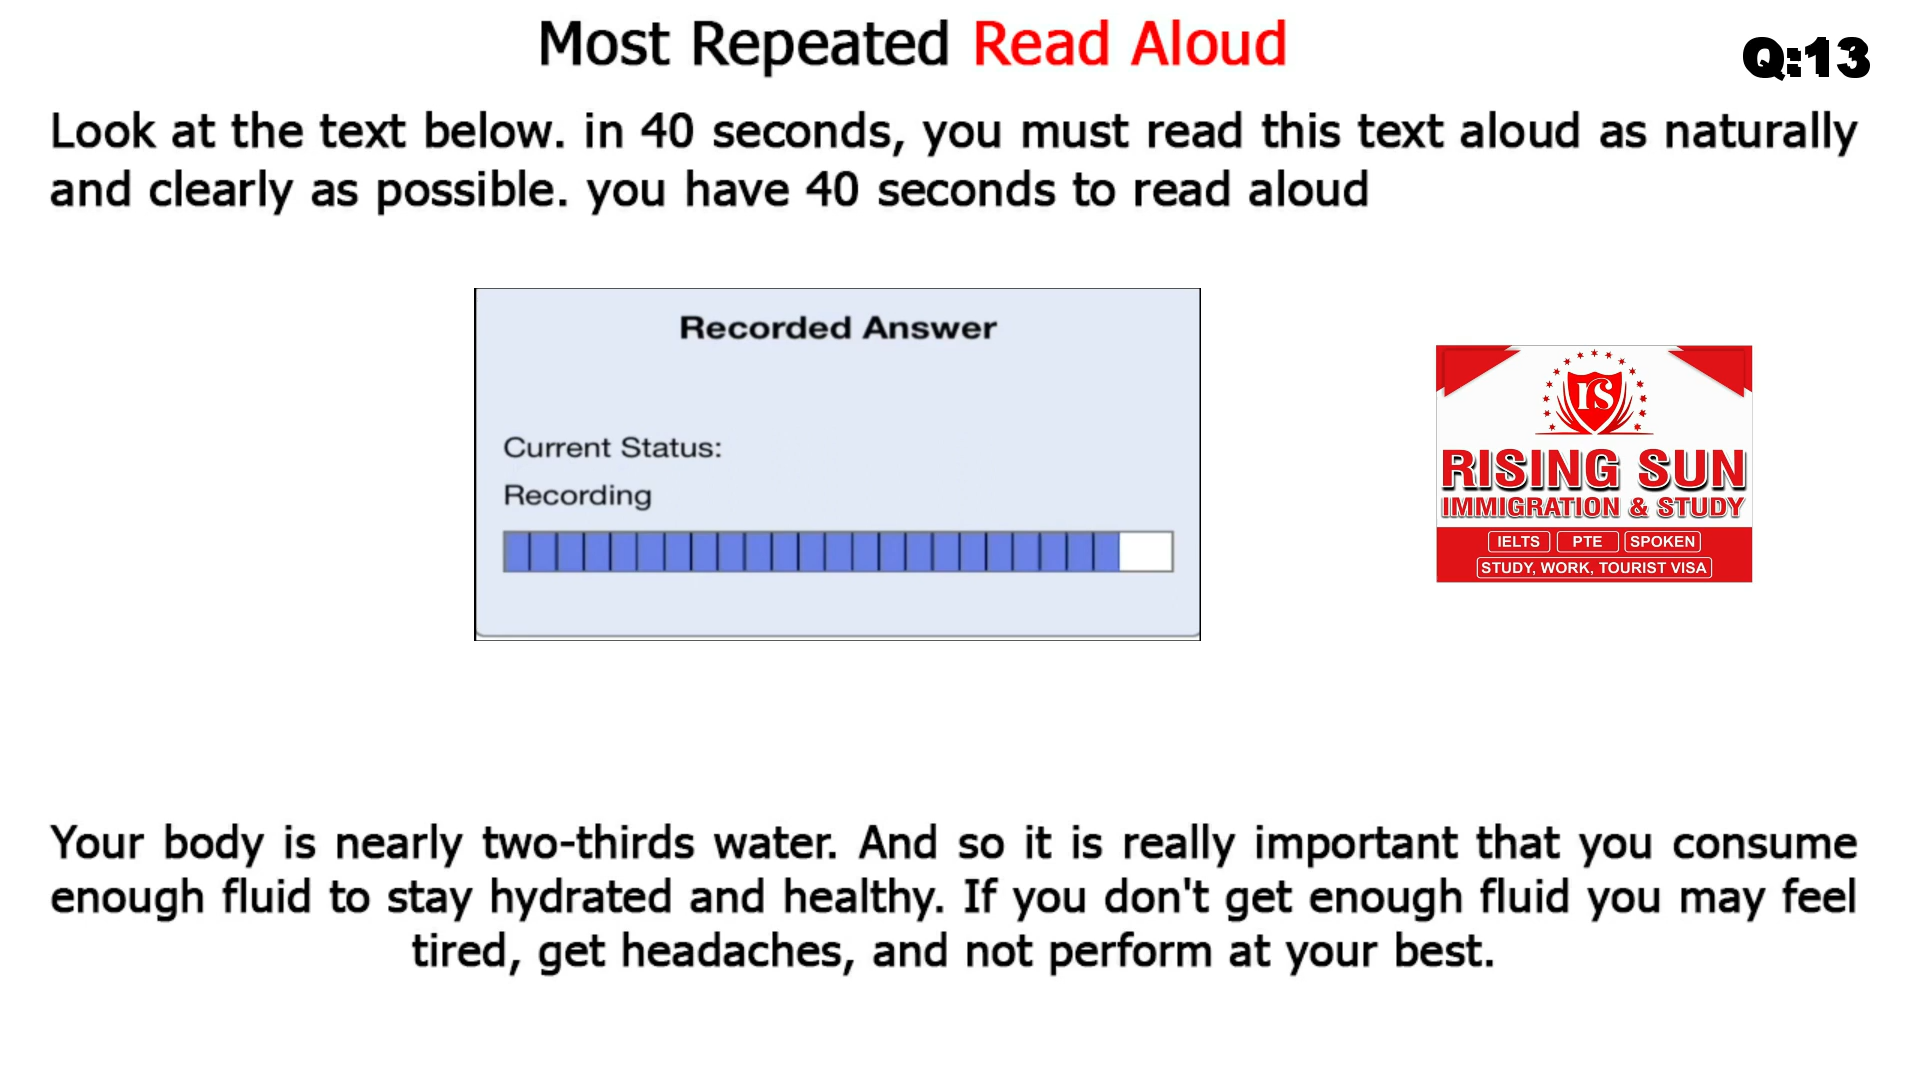 Most Repeated Read Aloud
Q:13
Look at the text below. in 40 seconds, you must read this text aloud as naturally
and clearly as possible. you have 40 seconds to read aloud
Recorded Answer
Current Status:
Recording
rs
RISING SUN
IMMIGRATION & STUDY
IELTS PTE SPOKEN
STUDY, WORK, TOURIST VISA
Your body is nearly two-thirds water. And so it is really important that you consume
enough fluid to stay hydrated and healthy. If you don't get enough fluid you may feel
tired, get headaches, and not perform at your best.